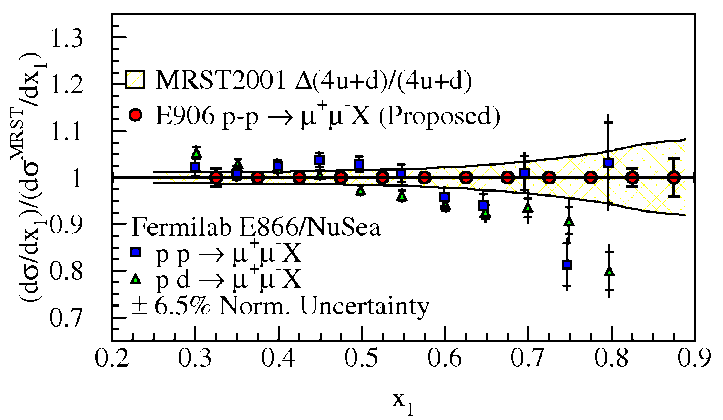 (dσ/dx₁)/(dσᴹᴿˢᵀ/dx₁)
1.3
1.2
1.1
1
0.9
0.8
0.7
MRST2001 Δ(4u+d)/(4u+d)
E906 p-p → μ⁺μ⁻X (Proposed)
Fermilab E866/NuSea
p p → μ⁺μ⁻X
p d → μ⁺μ⁻X
± 6.5% Norm. Uncertainty
0.2 0.3 0.4 0.5 0.6 0.7 0.8 0.9
x₁